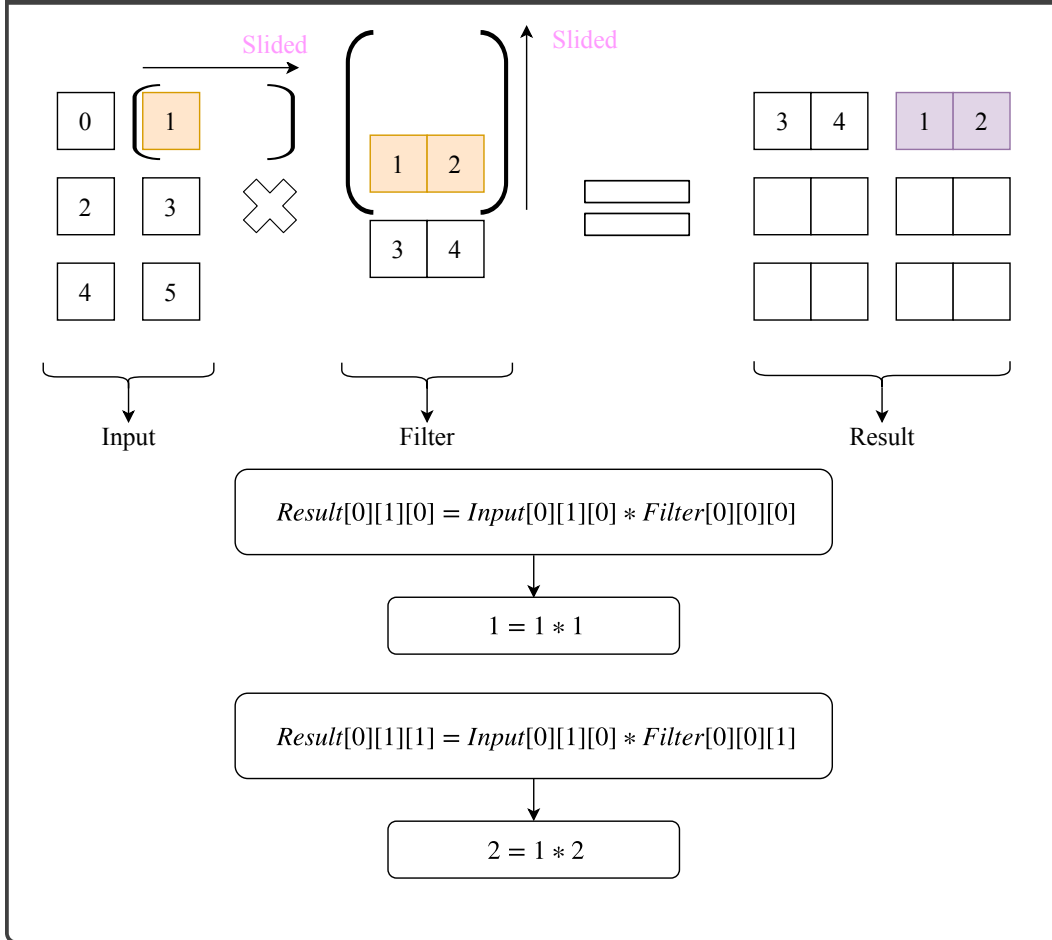 Slided
Slided
0 1
1 2
3 4 1 2
2 3
3 4
4 5
Input
Filter
Result
Result[0][1][0] = Input[0][1][0] ∗ Filter[0][0][0]
1 = 1 ∗ 1
Result[0][1][1] = Input[0][1][0] ∗ Filter[0][0][1]
2 = 1 ∗ 2